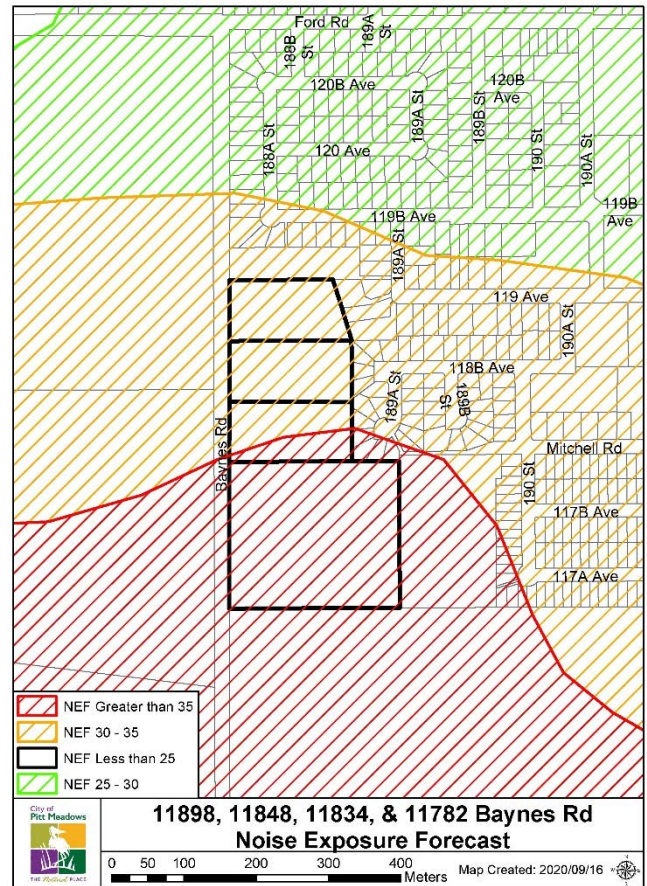 Ford Rd
188B St
189A St
120B Ave
120B Ave
188A St
189A St
189B St
190 St
190A St
120 Ave
119B Ave
119B Ave
189A St
119 Ave
190A St
118B Ave
189A St
189B St
Baynes Rd
Mitchell Rd
190 St
117B Ave
117A Ave
NEF Greater than 35
NEF 30 - 35
NEF Less than 25
NEF 25 - 30
City of
Pitt Meadows
THE Natural PLACE
11898, 11848, 11834, & 11782 Baynes Rd
Noise Exposure Forecast
0 50 100 200 300 400
Meters
Map Created: 2020/09/16